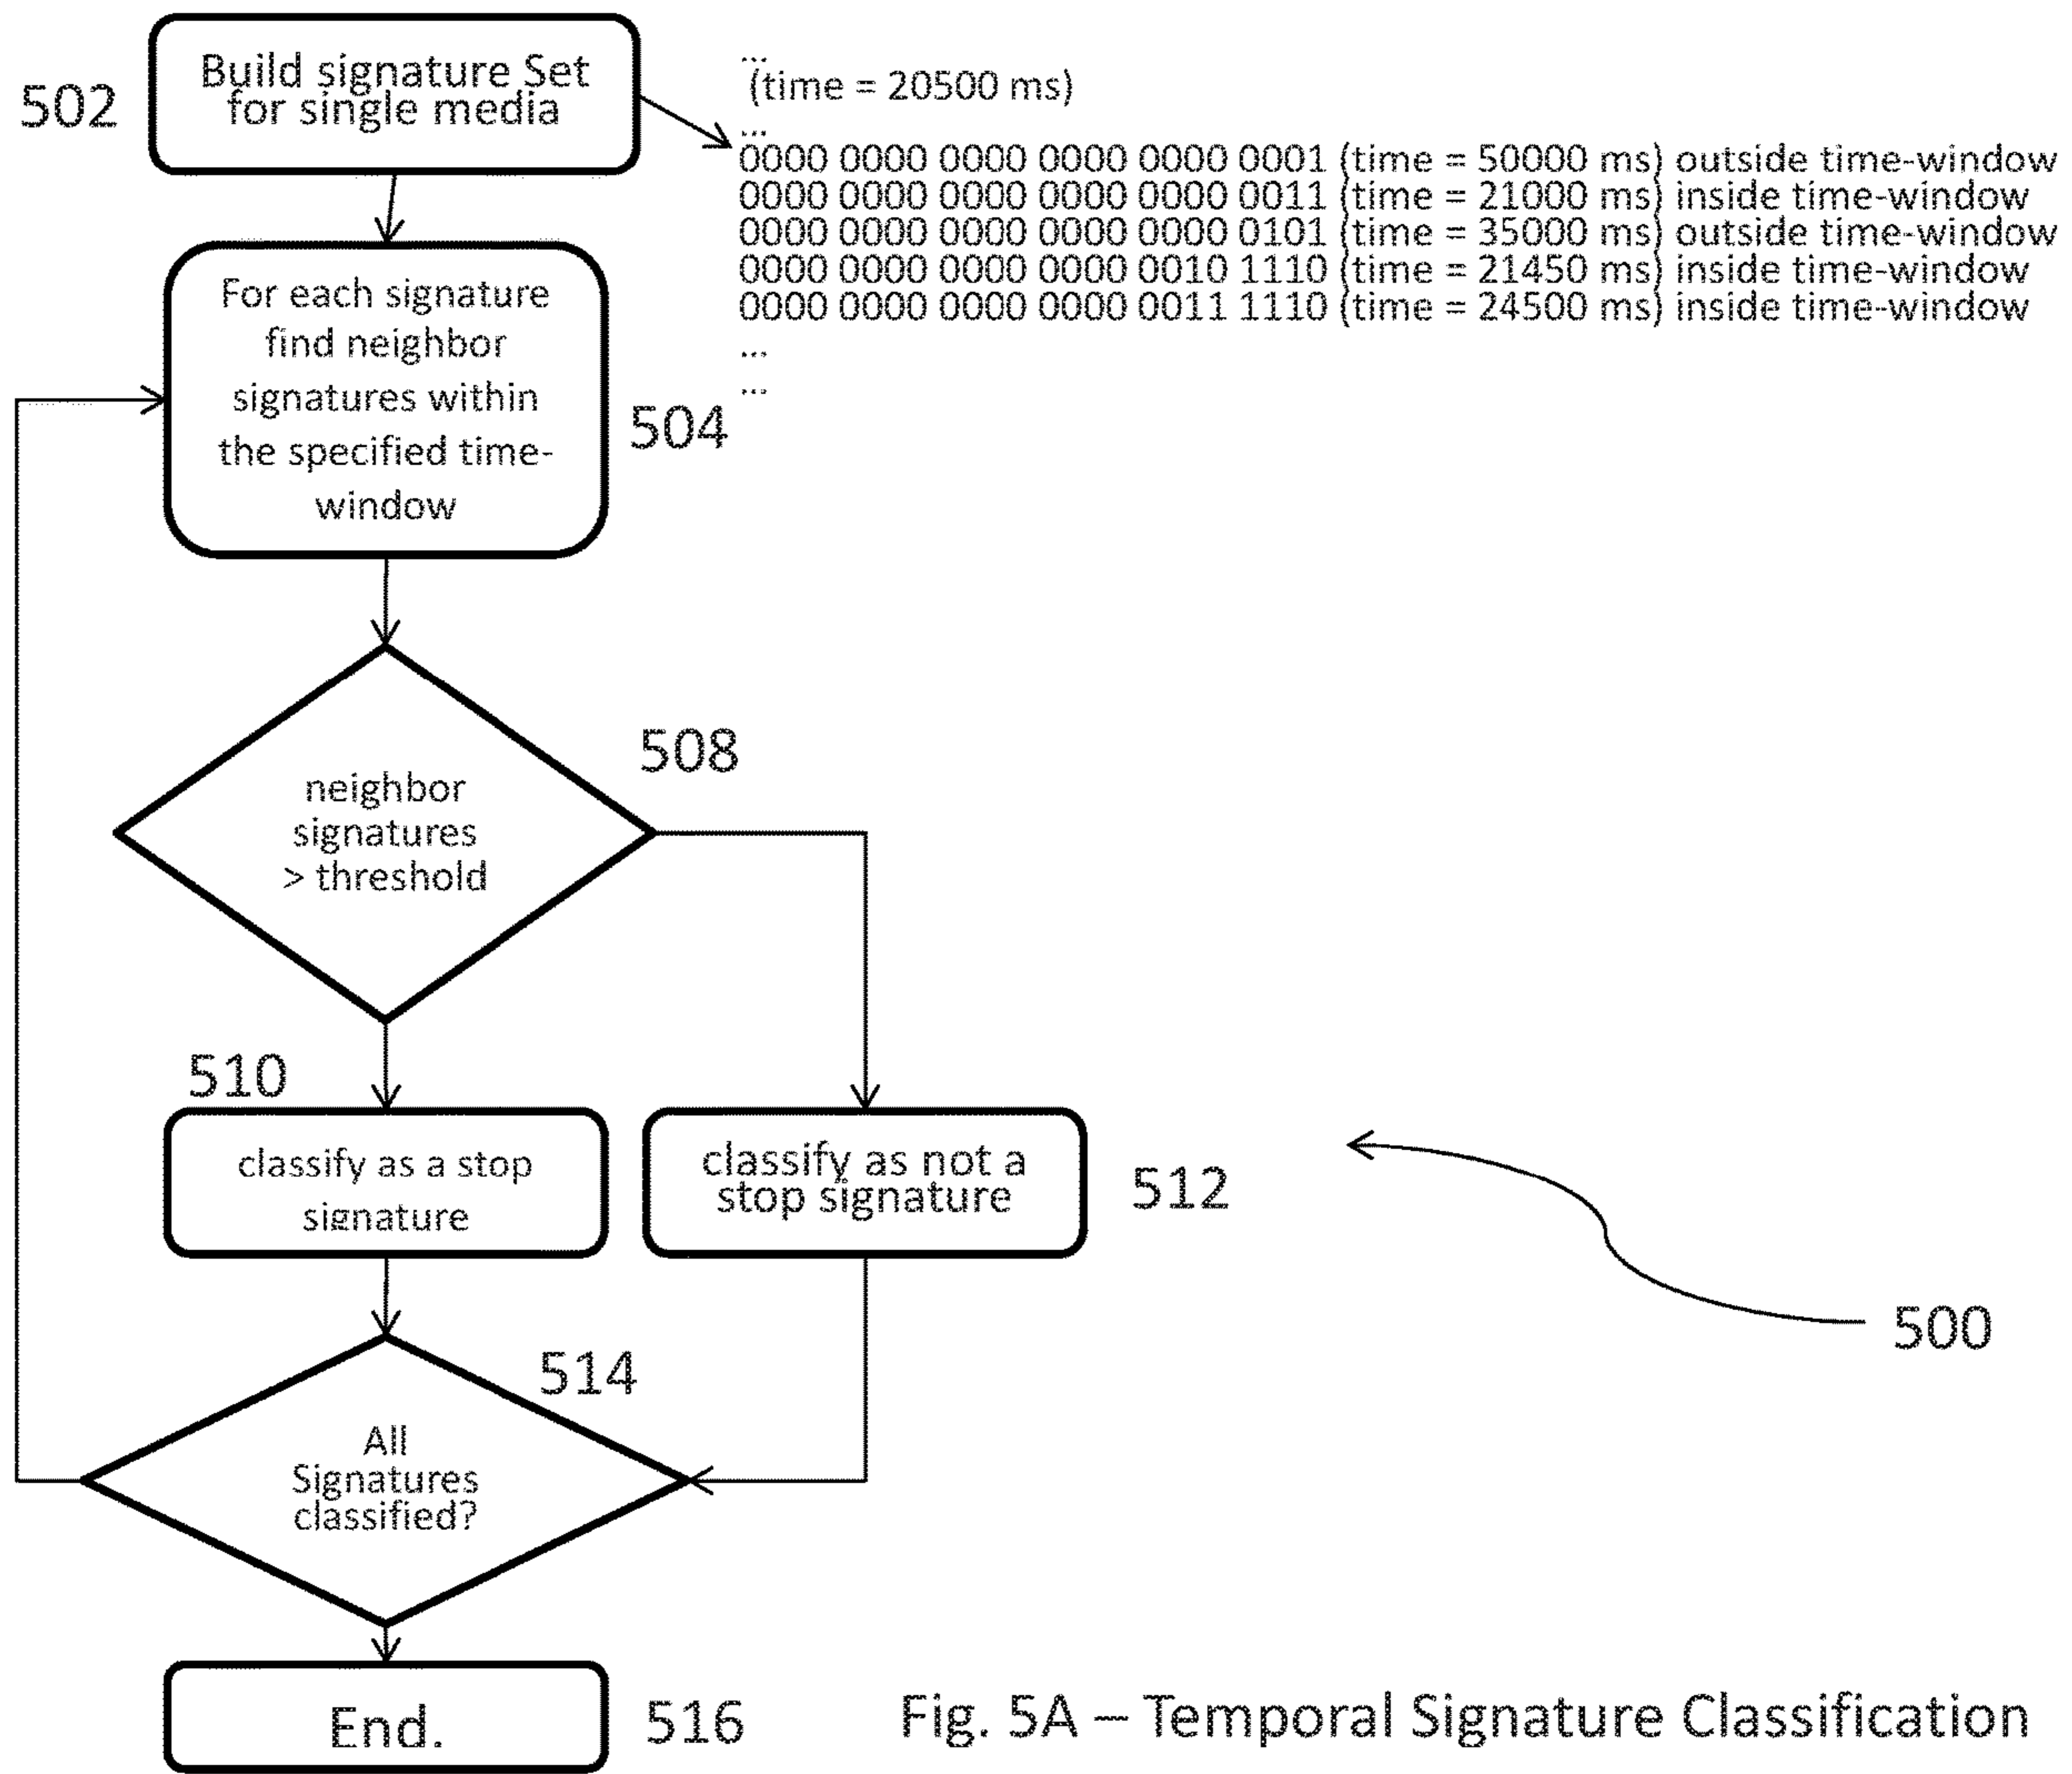 502
Build signature Set
for single media
...
(time = 20500 ms)
...
0000 0000 0000 0000 0000 0001 (time = 50000 ms) outside time-window
0000 0000 0000 0000 0000 0011 (time = 21000 ms) inside time-window
0000 0000 0000 0000 0000 0101 (time = 35000 ms) outside time-window
0000 0000 0000 0000 0010 1110 (time = 21450 ms) inside time-window
0000 0000 0000 0000 0011 1110 (time = 24500 ms) inside time-window
...
...
For each signature
find neighbor
signatures within
the specified time-
window
504
508
neighbor
signatures
> threshold
510
classify as a stop
signature
classify as not a
stop signature
512
500
514
All
Signatures
classified?
End.
516
Fig. 5A – Temporal Signature Classification